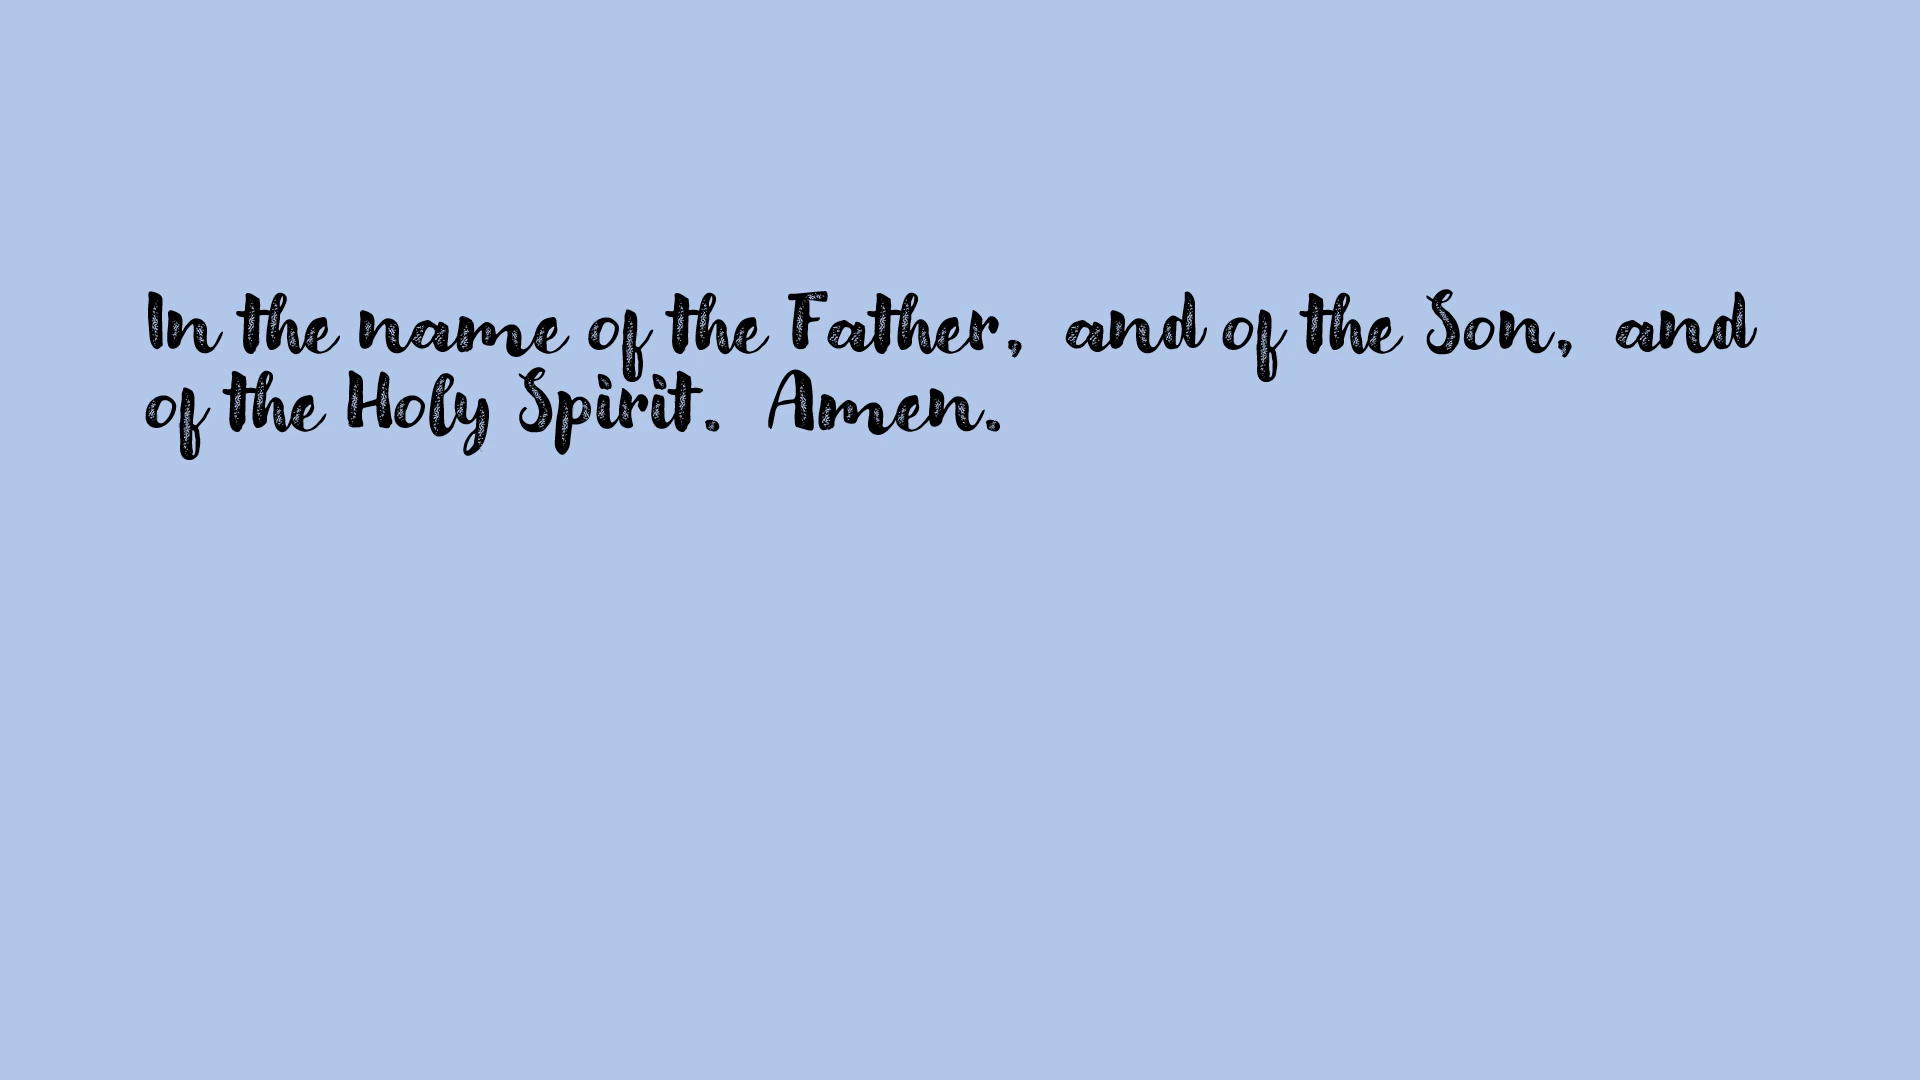 In the name of the Father, and of the Son, and
of the Holy Spirit. Amen.